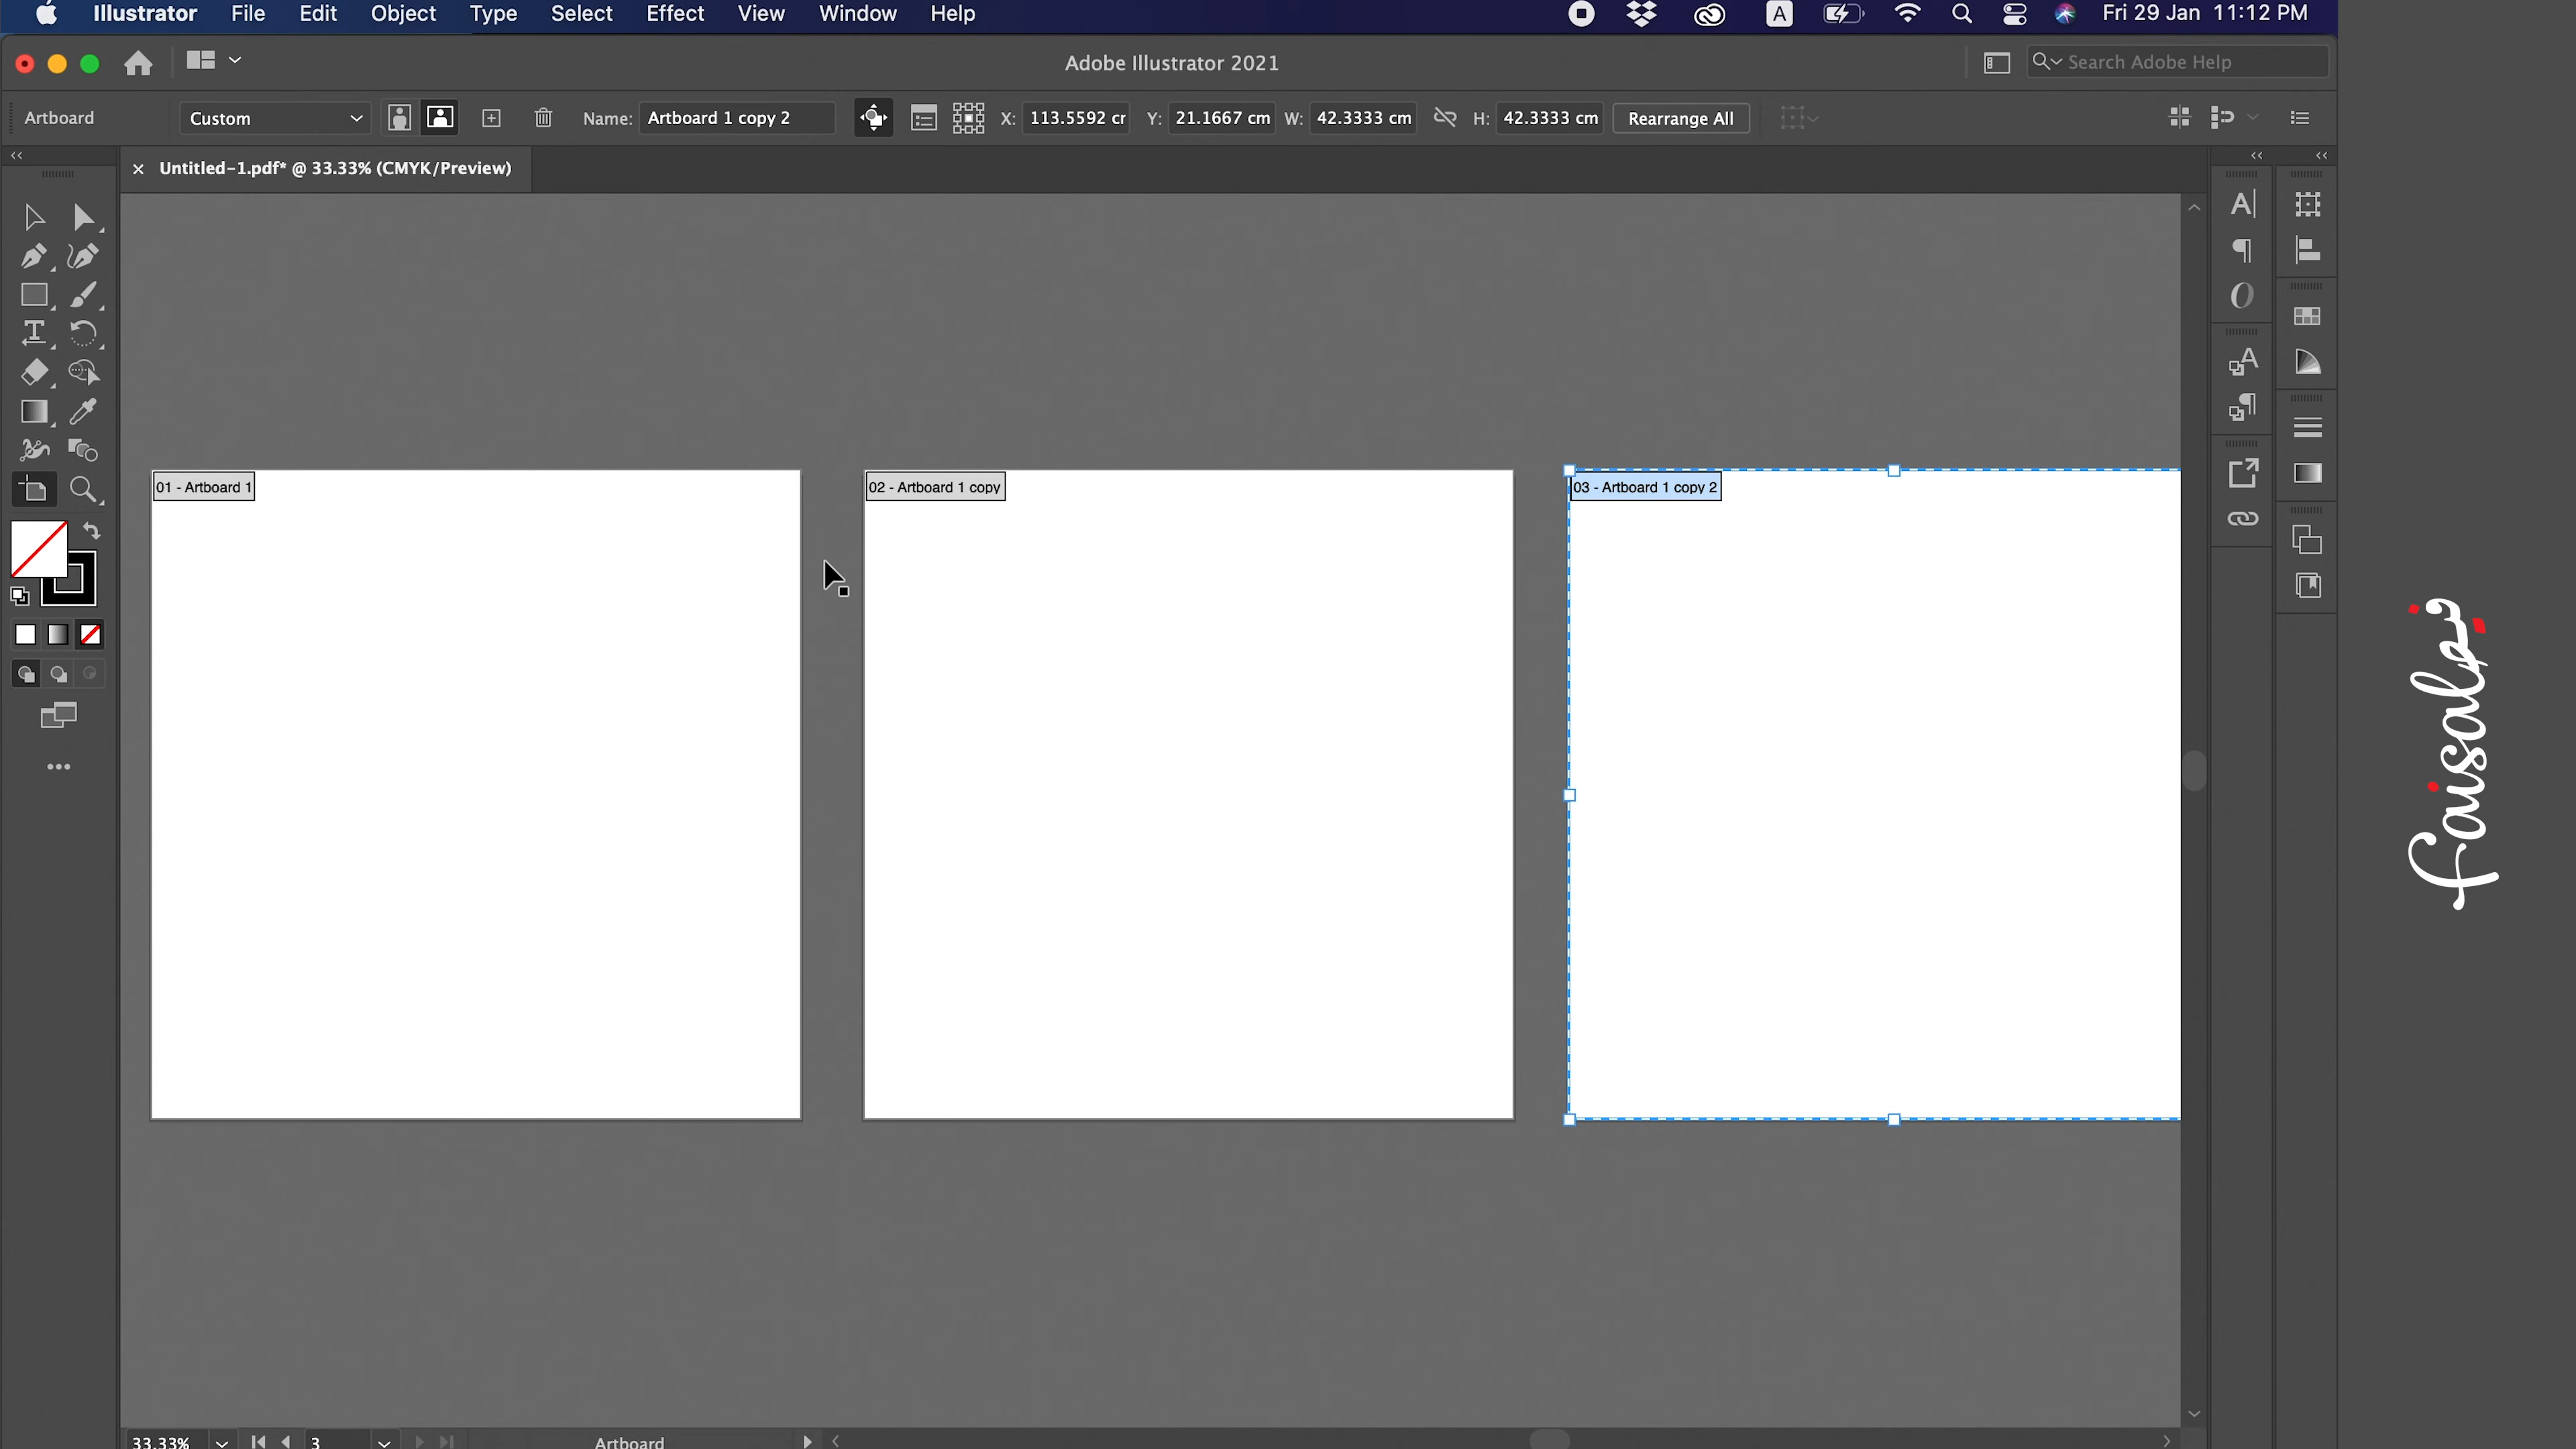 Illustrator File Edit Object Type Select Effect View Window Help A Fri 29 Jan 11:12 PM
Adobe Illustrator 2021 Search Adobe Help
Artboard Custom Name: Artboard 1 copy 2 X: 113.5592 cr Y: 21.1667 cm W: 42.3333 cm H: 42.3333 cm Rearrange All
Untitled-1.pdf* @ 33.33% (CMYK/Preview)
01 - Artboard 1
02 - Artboard 1 copy
03 - Artboard 1 copy 2
33.33% 3 Artboard
faisal